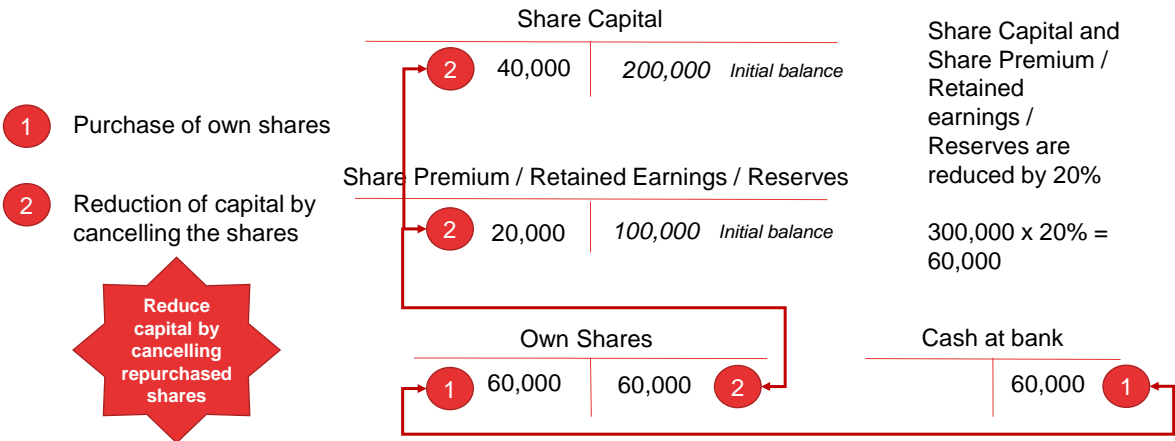 Share Capital
2 40,000 200,000 Initial balance
1 Purchase of own shares
2 Reduction of capital by
cancelling the shares
Reduce
capital by
cancelling
repurchased
shares
Share Premium / Retained Earnings / Reserves
2 20,000 100,000 Initial balance
Own Shares
1 60,000 60,000 2
Cash at bank
60,000 1
Share Capital and
Share Premium /
Retained
earnings /
Reserves are
reduced by 20%
300,000 x 20% =
60,000